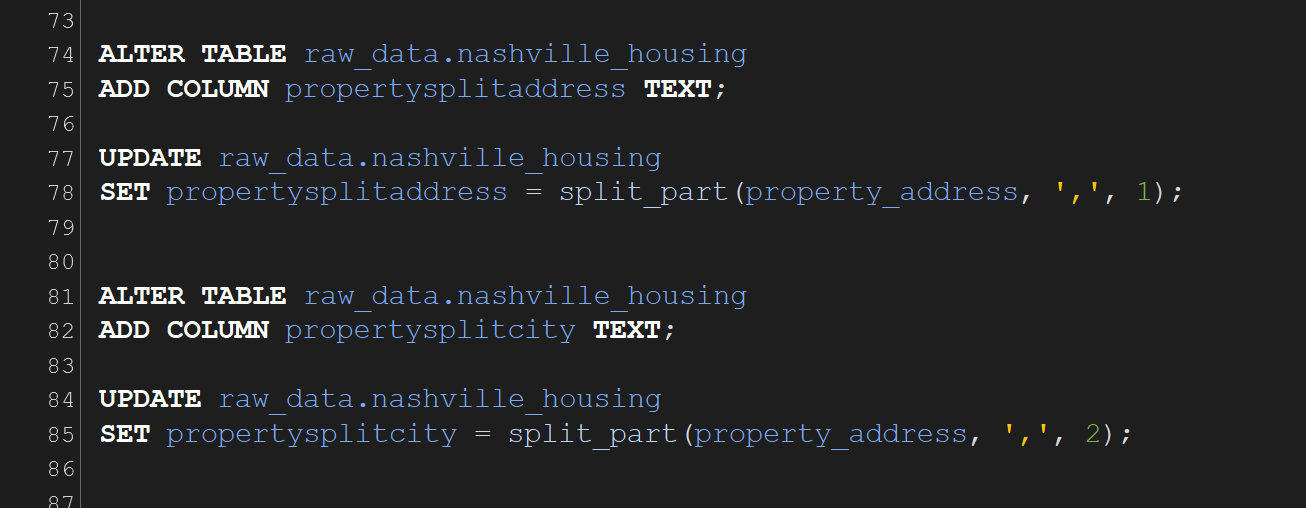 73
74 ALTER TABLE raw_data.nashville_housing
75 ADD COLUMN propertysplitaddress TEXT;
76
77 UPDATE raw_data.nashville_housing
78 SET propertysplitaddress = split_part(property_address, ',', 1);
79
80
81 ALTER TABLE raw_data.nashville_housing
82 ADD COLUMN propertysplitcity TEXT;
83
84 UPDATE raw_data.nashville_housing
85 SET propertysplitcity = split_part(property_address, ',', 2);
86
87